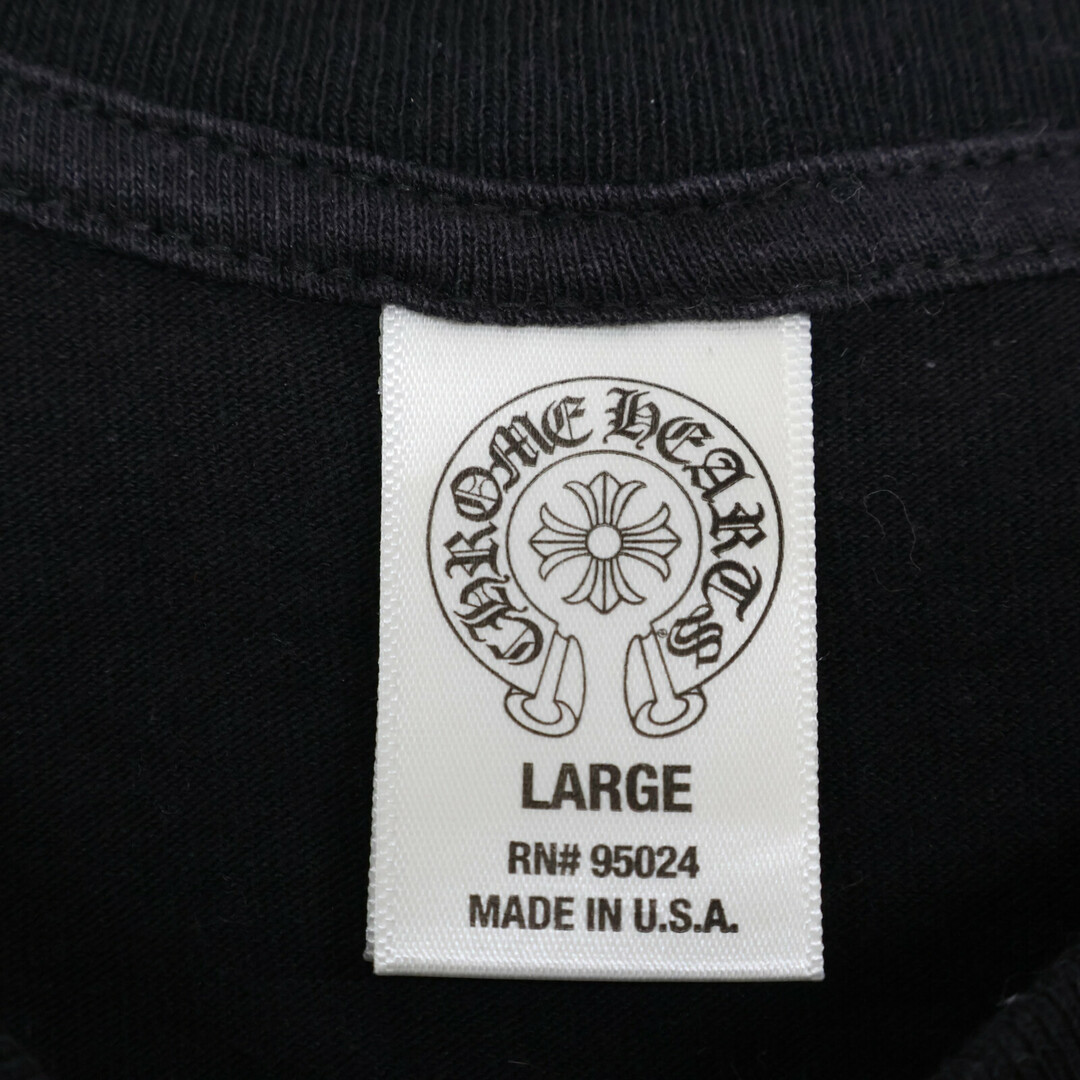 CHROME HEARTS
®
LARGE
RN# 95024
MADE IN U.S.A.